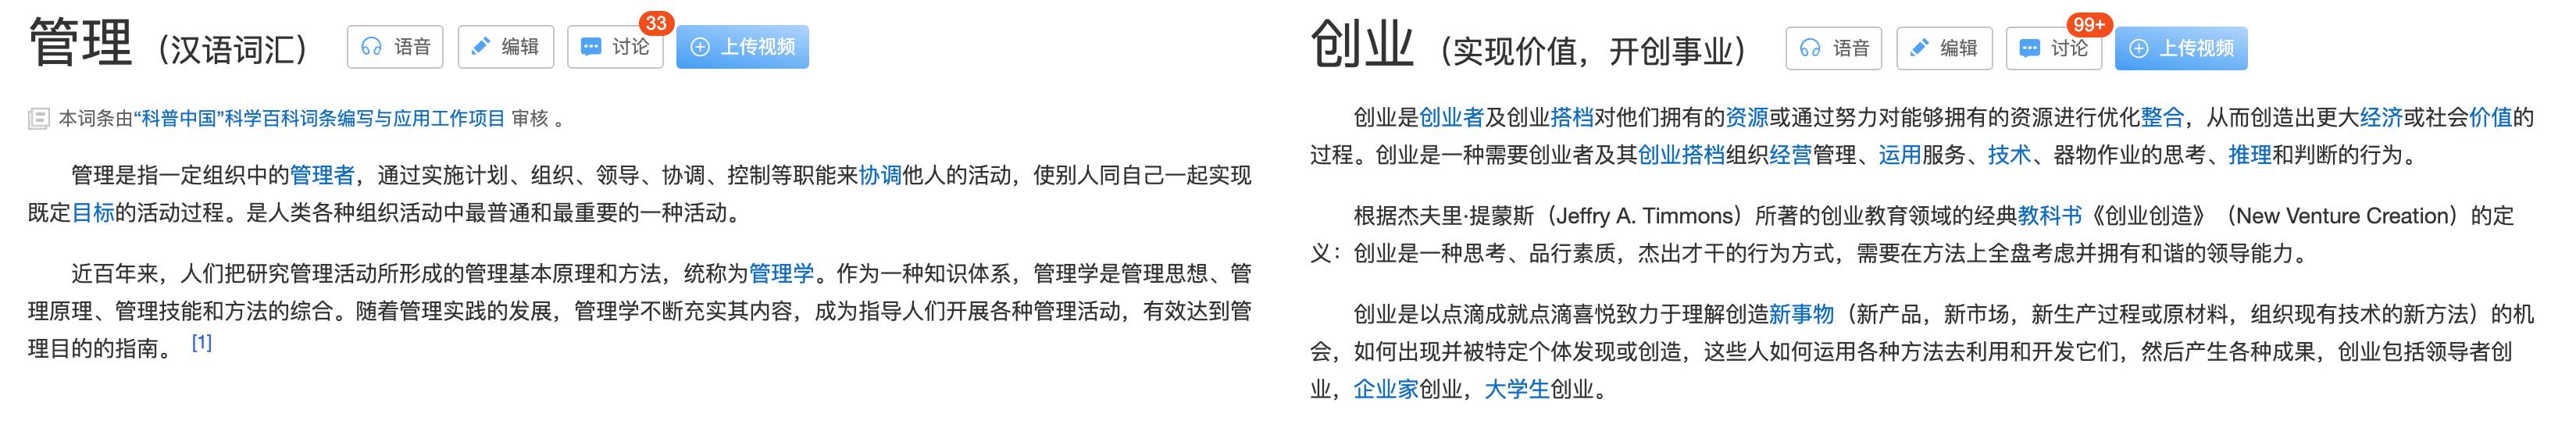 管理（汉语词汇） 语音 编辑 讨论 33 上传视频
本词条由“科普中国”科学百科词条编写与应用工作项目 审核 。
管理是指一定组织中的管理者，通过实施计划、组织、领导、协调、控制等职能来协调他人的活动，使别人同自己一起实现
既定目标的活动过程。是人类各种组织活动中最普通和最重要的一种活动。
近百年来，人们把研究管理活动所形成的管理基本原理和方法，统称为管理学。作为一种知识体系，管理学是管理思想、管
理原理、管理技能和方法的综合。随着管理实践的发展，管理学不断充实其内容，成为指导人们开展各种管理活动，有效达到管
理目的的指南。 [1]
创业（实现价值，开创事业） 语音 编辑 讨论 99+ 上传视频
创业是创业者及创业搭档对他们拥有的资源或通过努力对能够拥有的资源进行优化整合，从而创造出更大经济或社会价值的
过程。创业是一种需要创业者及其创业搭档组织经营管理、运用服务、技术、器物作业的思考、推理和判断的行为。
根据杰夫里·提蒙斯（Jeffry A. Timmons）所著的创业教育领域的经典教科书《创业创造》（New Venture Creation）的定
义：创业是一种思考、品行素质，杰出才干的行为方式，需要在方法上全盘考虑并拥有和谐的领导能力。
创业是以点滴成就点滴喜悦致力于理解创造新事物（新产品，新市场，新生产过程或原材料，组织现有技术的新方法）的机
会，如何出现并被特定个体发现或创造，这些人如何运用各种方法去利用和开发它们，然后产生各种成果，创业包括领导者创
业，企业家创业，大学生创业。